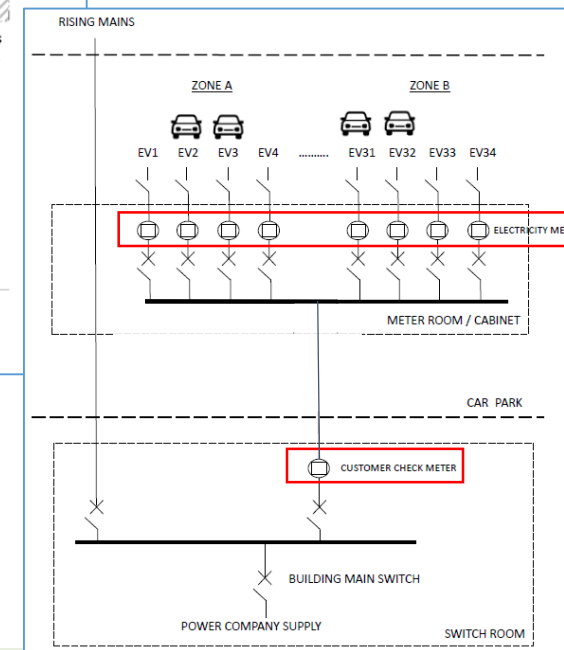 RISING MAINS
ZONE A
ZONE B
EV1 EV2 EV3 EV4 .......... EV31 EV32 EV33 EV34
ELECTRICITY
METER ROOM / CABINET
CAR PARK
CUSTOMER CHECK METER
BUILDING MAIN SWITCH
POWER COMPANY SUPPLY
SWITCH ROOM